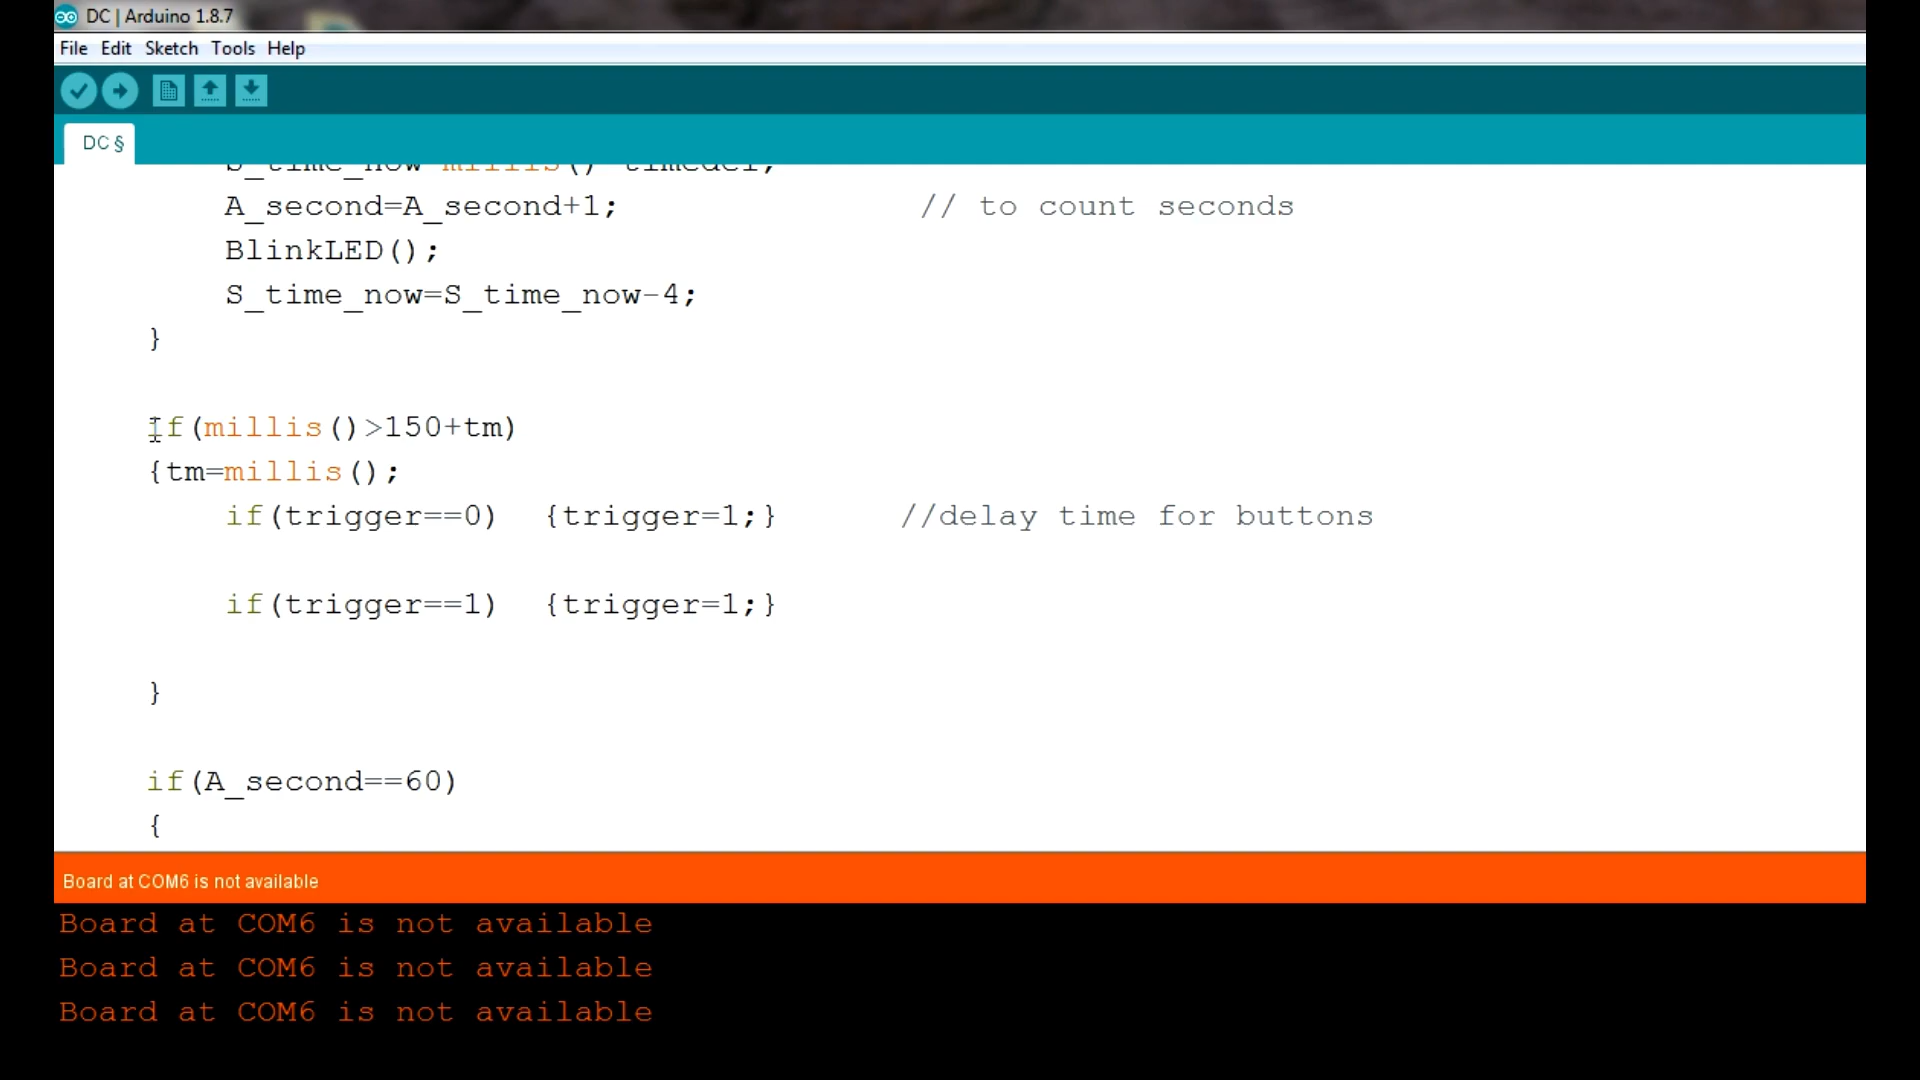 DC | Arduino 1.8.7
File Edit Sketch Tools Help
DC §
A_second=A_second+1; // to count seconds
BlinkLED();
S_time_now=S_time_now-4;
}
if(millis()>150+tm)
{tm=millis();
if(trigger==0) {trigger=1;} //delay time for buttons
if(trigger==1) {trigger=1;}
}
if(A_second==60)
{
Board at COM6 is not available
Board at COM6 is not available
Board at COM6 is not available
Board at COM6 is not available